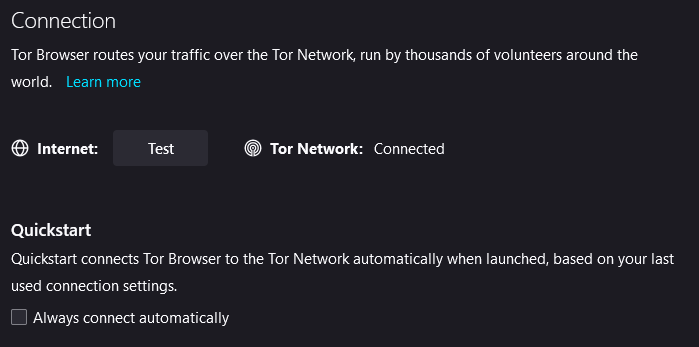 Connection
Tor Browser routes your traffic over the Tor Network, run by thousands of volunteers around the
world. Learn more
Internet: Test Tor Network: Connected
Quickstart
Quickstart connects Tor Browser to the Tor Network automatically when launched, based on your last
used connection settings.
Always connect automatically